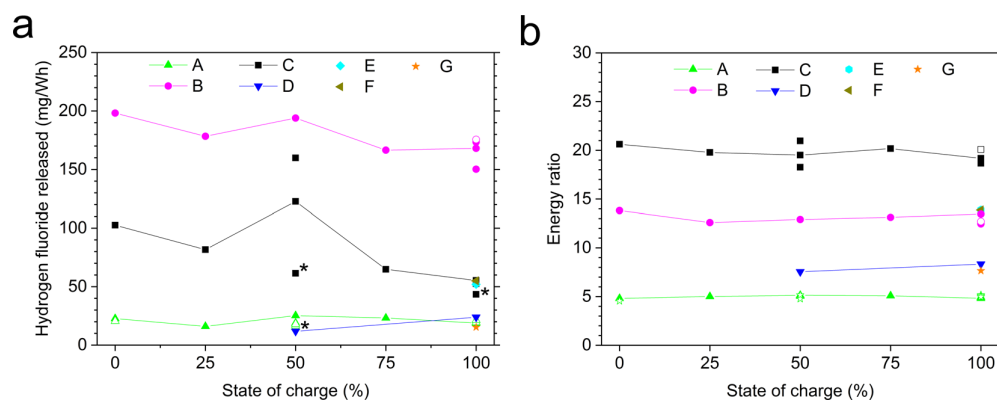 a
Hydrogen fluoride released (mg/Wh)
250
200
150
100
50
0
A C E G
B D F
*
*
*
0 25 50 75 100
State of charge (%)
b
Energy ratio
30
25
20
15
10
5
0
A C E G
B D F
0 25 50 75 100
State of charge (%)